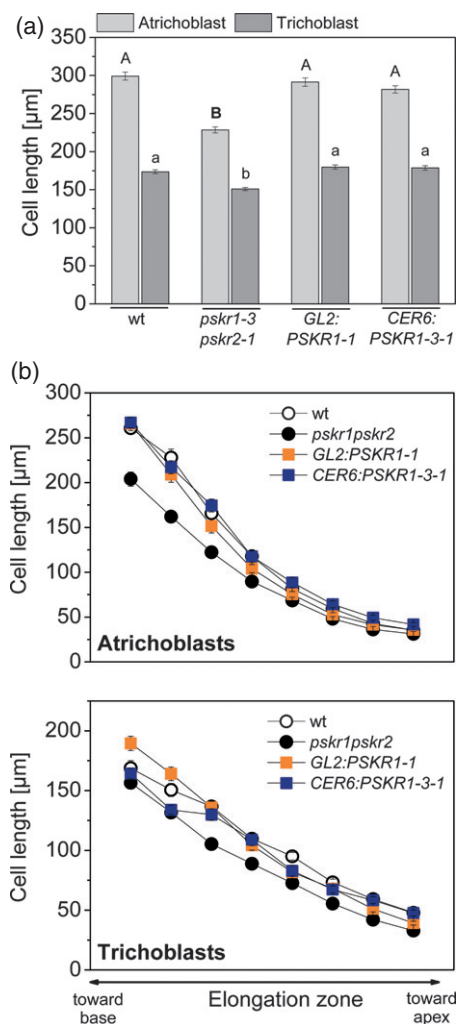 (a)
Atrichoblast Trichoblast
Cell length [µm]
350
300
250
200
150
100
50
0
A
a
B
b
A
a
A
a
wt
pskr1-3
pskr2-1
GL2:
PSKR1-1
CER6:
PSKR1-3-1
(b)
Cell length [µm]
300
250
200
150
100
50
0
wt
pskr1pskr2
GL2:PSKR1-1
CER6:PSKR1-3-1
Atrichoblasts
Cell length [µm]
200
150
100
50
0
wt
pskr1pskr2
GL2:PSKR1-1
CER6:PSKR1-3-1
Trichoblasts
toward
base
Elongation zone
toward
apex